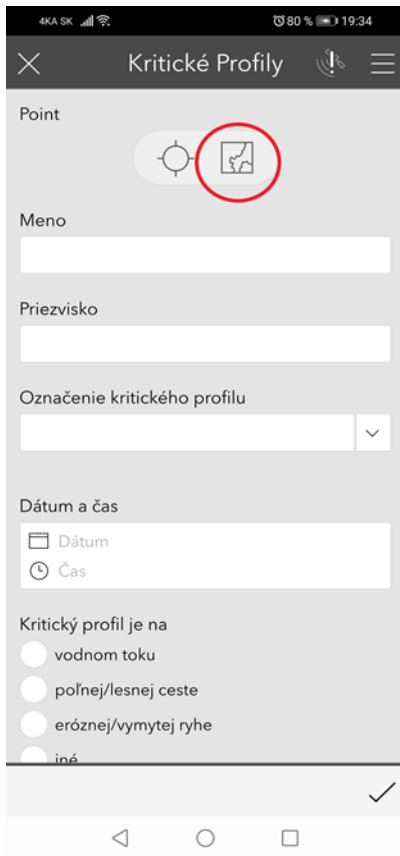 4KA SK 80 % 19:34
Kritické Profily
Point
Meno
Priezvisko
Označenie kritického profilu
Dátum a čas
Dátum
Čas
Kritický profil je na
vodnom toku
poľnej/lesnej ceste
eróznej/vymytej ryhe
iné